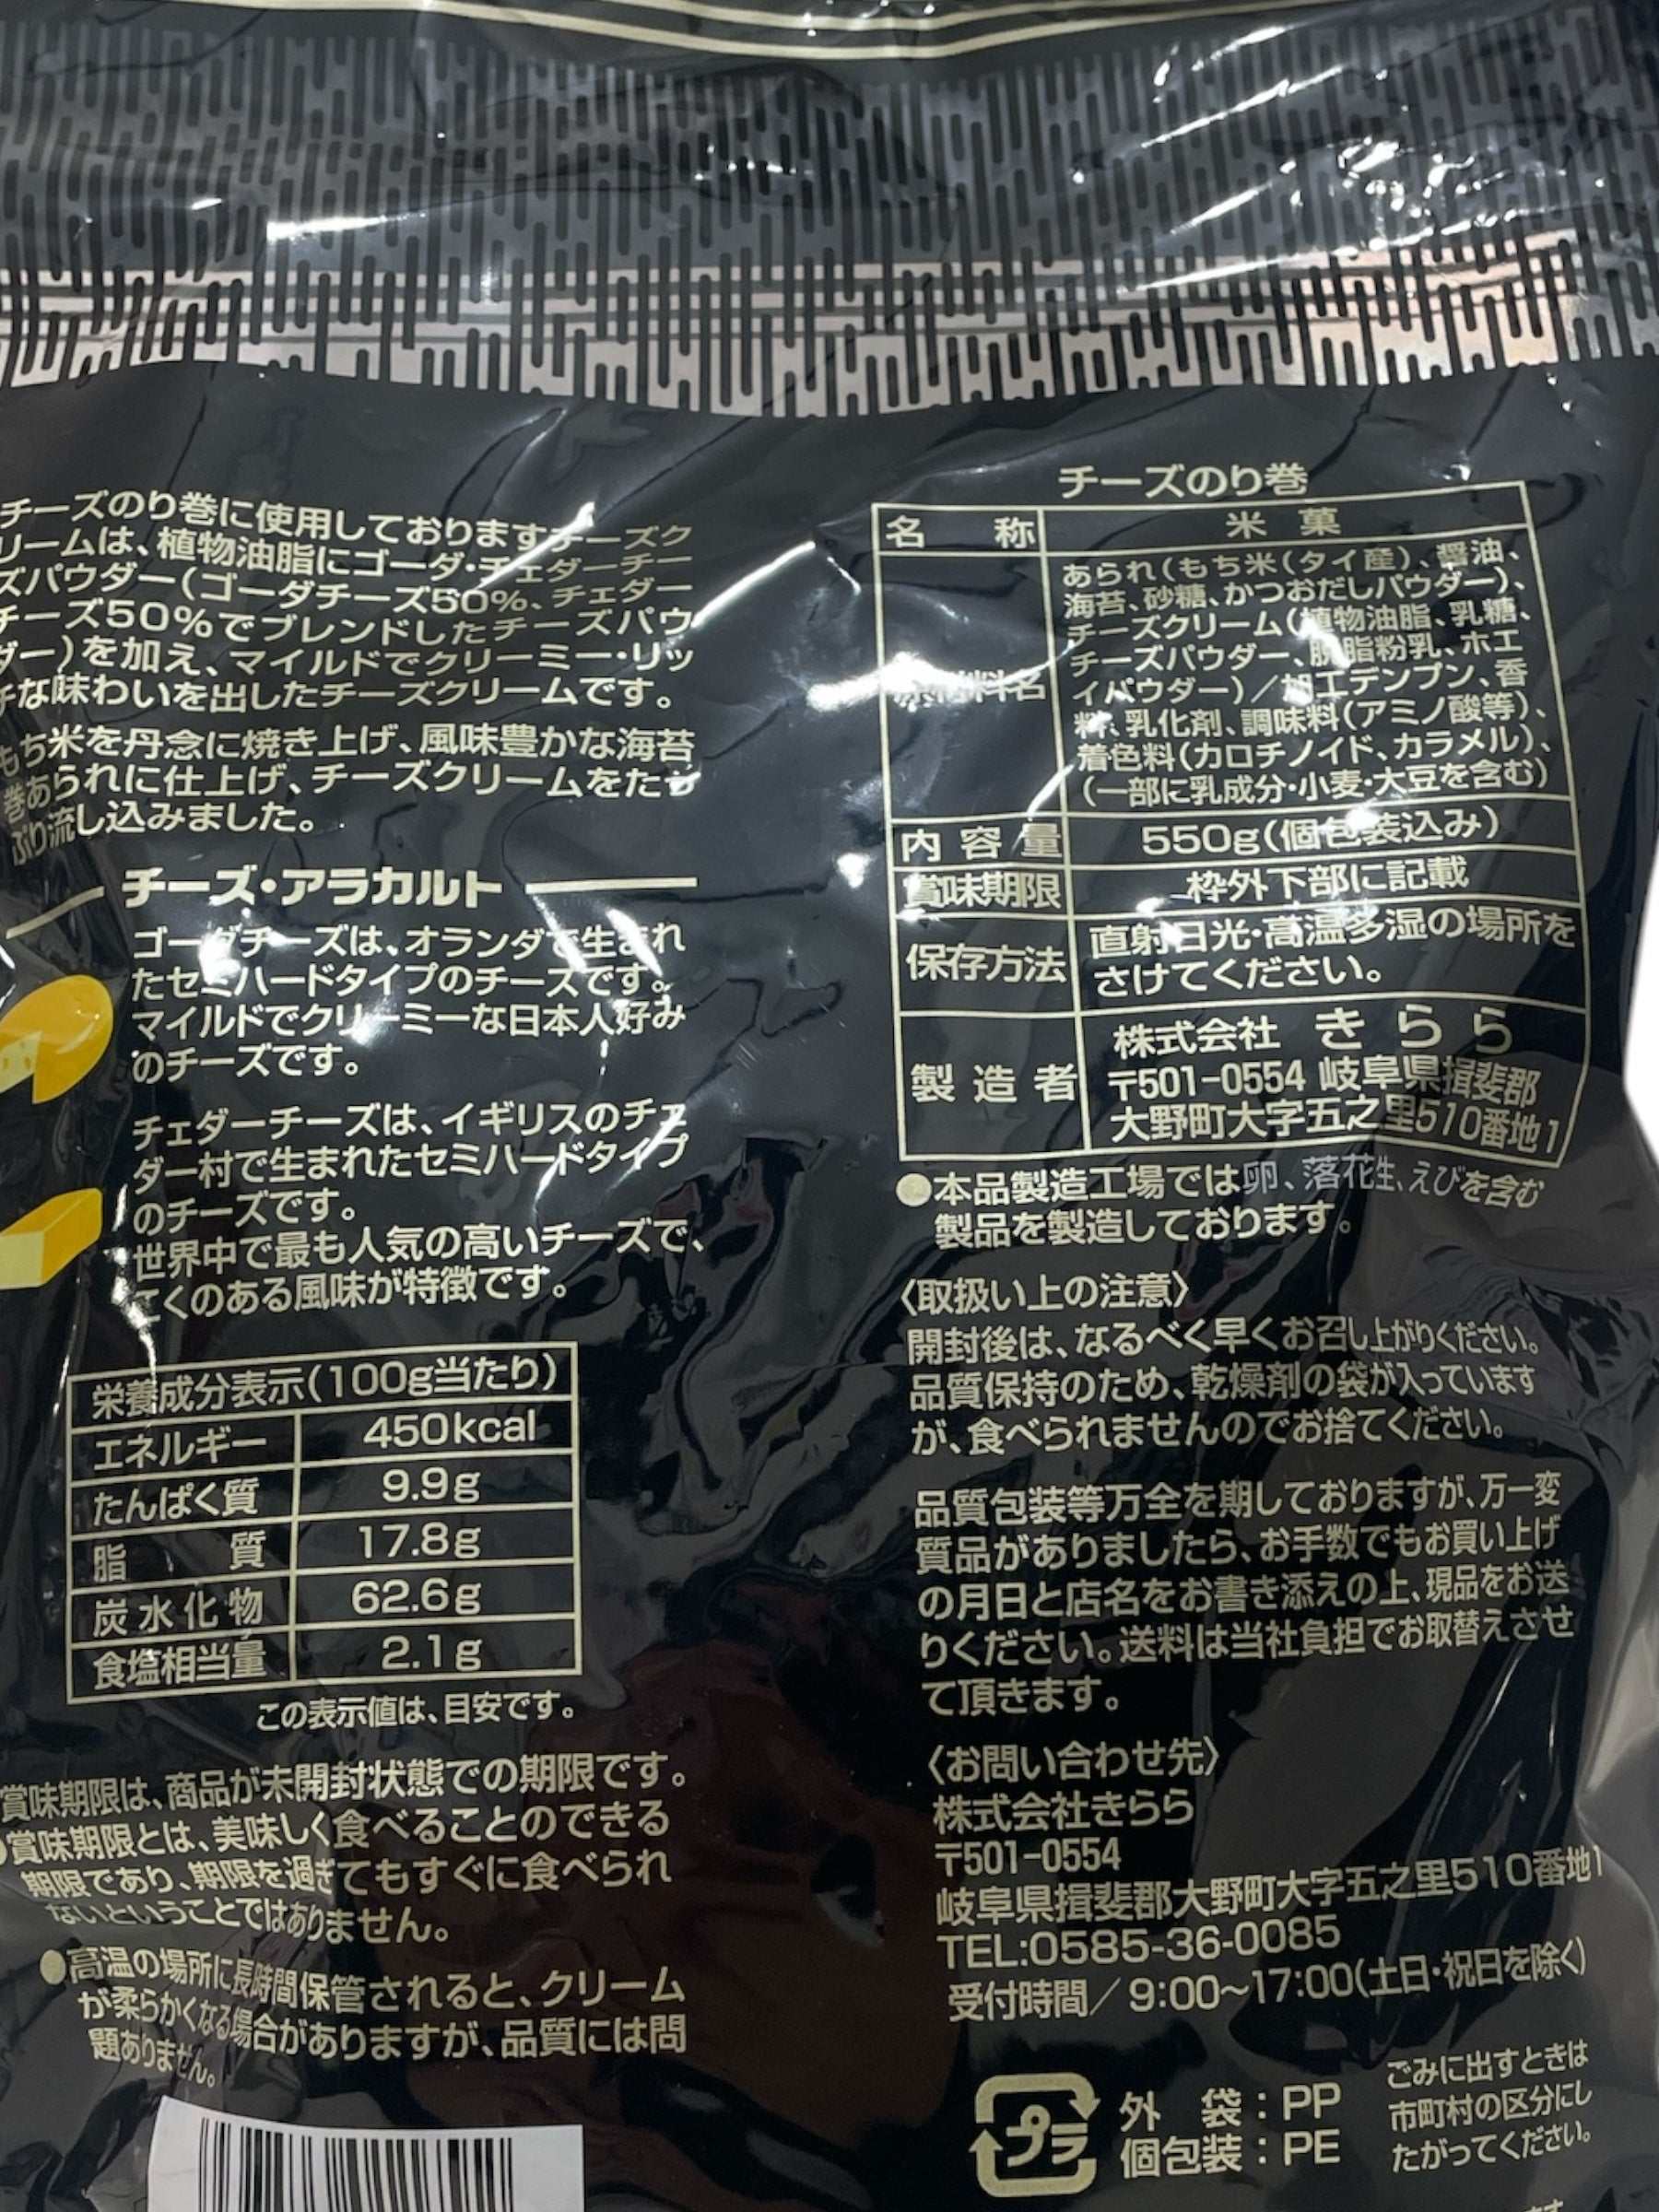 チーズのり巻に使用しておりますチーズク
リームは、植物油脂にゴーダ・チェダーチー
ズパウダー(ゴーダチーズ50%、チェダー
チーズ50%でブレンドしたチーズパウ
ダー)を加え、マイルドでクリーミー・リッ
チな味わいを出したチーズクリームです。
もち米を丹念に焼き上げ、風味豊かな海苔
巻あられに仕上げ、チーズクリームをたっ
ぷり流し込みました。
チーズ・アラカルト
ゴーダチーズは、オランダで生まれ
たセミハードタイプのチーズです。
マイルドでクリーミーな日本人好み
のチーズです。
チェダーチーズは、イギリスのチェ
ダー村で生まれたセミハードタイプ
のチーズです。
世界中で最も人気の高いチーズで、
こくのある風味が特徴です。
栄養成分表示(100g当たり)
エネルギー 450kcal
たんぱく質 9.9g
脂質 17.8g
炭水化物 62.6g
食塩相当量 2.1g
この表示値は、目安です。
賞味期限は、商品が未開封状態での期限です。
●賞味期限とは、美味しく食べることのできる
期限であり、期限を過ぎてもすぐに食べられ
ないということではありません。
●高温の場所に長時間保管されると、クリーム
が柔らかくなる場合がありますが、品質には問
題ありません。
チーズのり巻
名称 米菓
原材料名 あられ(もち米(タイ産)、醤油、
海苔、砂糖、かつおだしパウダー)、
チーズクリーム(植物油脂、乳糖、
チーズパウダー、脱脂粉乳、ホエ
イパウダー)/加工デンプン、香
料、乳化剤、調味料(アミノ酸等)、
着色料(カロチノイド、カラメル)、
(一部に乳成分・小麦・大豆を含む)
内容量 550g(個包装込み)
賞味期限 枠外下部に記載
保存方法 直射日光・高温多湿の場所を
さけてください。
製造者 株式会社 きらら
〒501-0554 岐阜県揖斐郡
大野町大字五之里510番地1
●本品製造工場では卵、落花生、えびを含む
製品を製造しております。
〈取扱い上の注意〉
開封後は、なるべく早くお召し上がりください。
品質保持のため、乾燥剤の袋が入っています
が、食べられませんのでお捨てください。
品質包装等万全を期しておりますが、万一変
質品がありましたら、お手数でもお買い上げ
の月日と店名をお書き添えの上、現品をお送
りください。送料は当社負担でお取替えさせ
て頂きます。
〈お問い合わせ先〉
株式会社きらら
〒501-0554
岐阜県揖斐郡大野町大字五之里510番地1
TEL:0585-36-0085
受付時間/9:00~17:00(土日・祝日を除く)
プラ
外袋:PP
個包装:PE
ごみに出すときは
市町村の区分にし
たがってください。